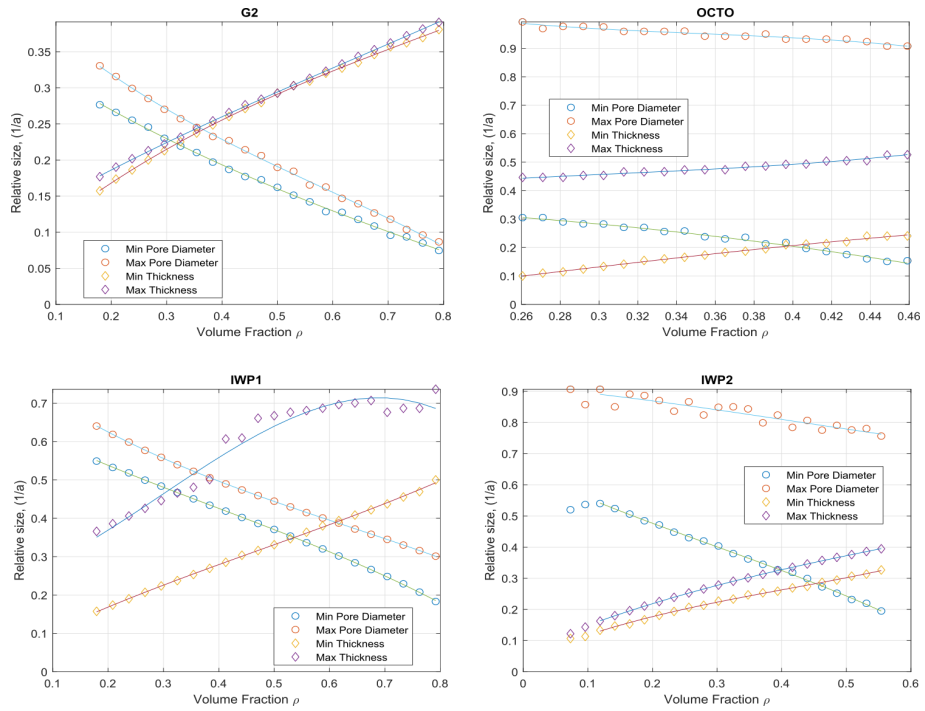 G2
Relative size, (1/a)
0.35
0.3
0.25
0.2
0.15
0.1
0.05
0
Min Pore Diameter
Max Pore Diameter
Min Thickness
Max Thickness
0.1 0.2 0.3 0.4 0.5 0.6 0.7 0.8
Volume Fraction ρ
OCTO
Relative size, (1/a)
0.9
0.8
0.7
0.6
0.5
0.4
0.3
0.2
0.1
0
Min Pore Diameter
Max Pore Diameter
Min Thickness
Max Thickness
0.26 0.28 0.3 0.32 0.34 0.36 0.38 0.4 0.42 0.44 0.46
Volume Fraction ρ
IWP1
Relative size, (1/a)
0.7
0.6
0.5
0.4
0.3
0.2
0.1
0
Min Pore Diameter
Max Pore Diameter
Min Thickness
Max Thickness
0.1 0.2 0.3 0.4 0.5 0.6 0.7 0.8
Volume Fraction ρ
IWP2
Relative size, (1/a)
0.9
0.8
0.7
0.6
0.5
0.4
0.3
0.2
0.1
0
Min Pore Diameter
Max Pore Diameter
Min Thickness
Max Thickness
0 0.1 0.2 0.3 0.4 0.5 0.6
Volume Fraction ρ